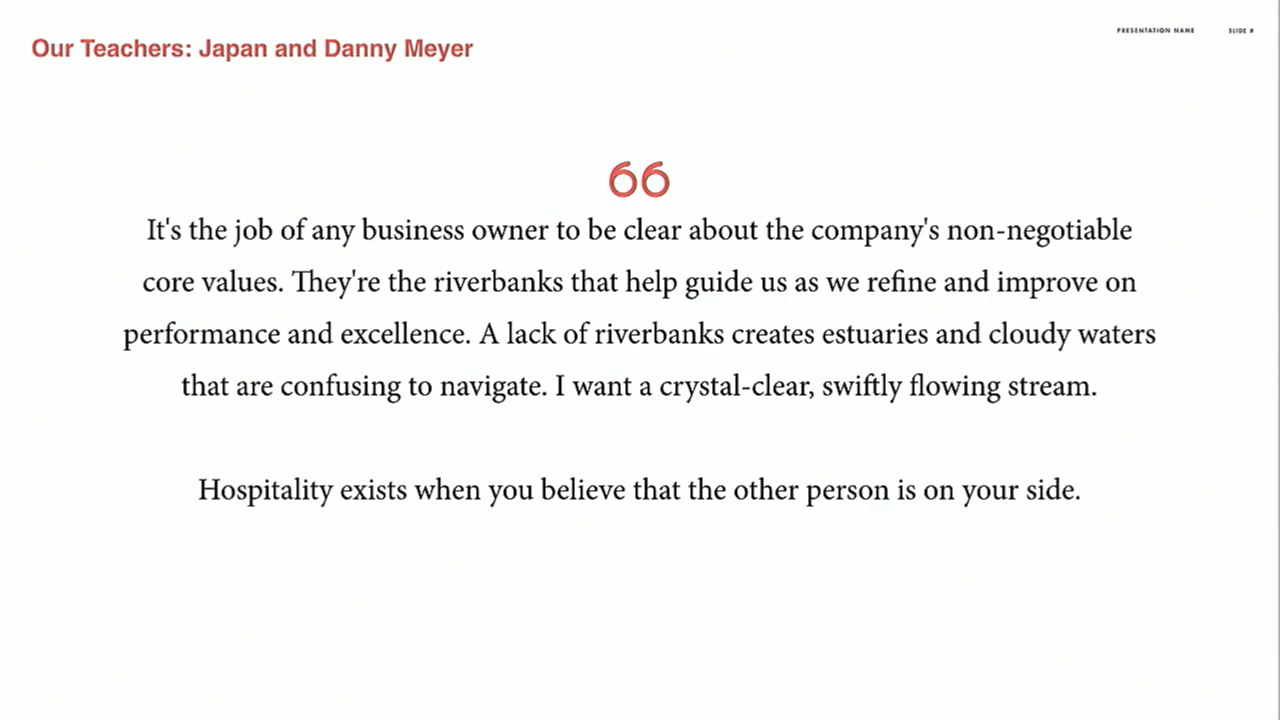 Our Teachers: Japan and Danny Meyer
PRESENTATION NAME
SLIDE #
“
It's the job of any business owner to be clear about the company's non-negotiable
core values. They're the riverbanks that help guide us as we refine and improve on
performance and excellence. A lack of riverbanks creates estuaries and cloudy waters
that are confusing to navigate. I want a crystal-clear, swiftly flowing stream.
Hospitality exists when you believe that the other person is on your side.